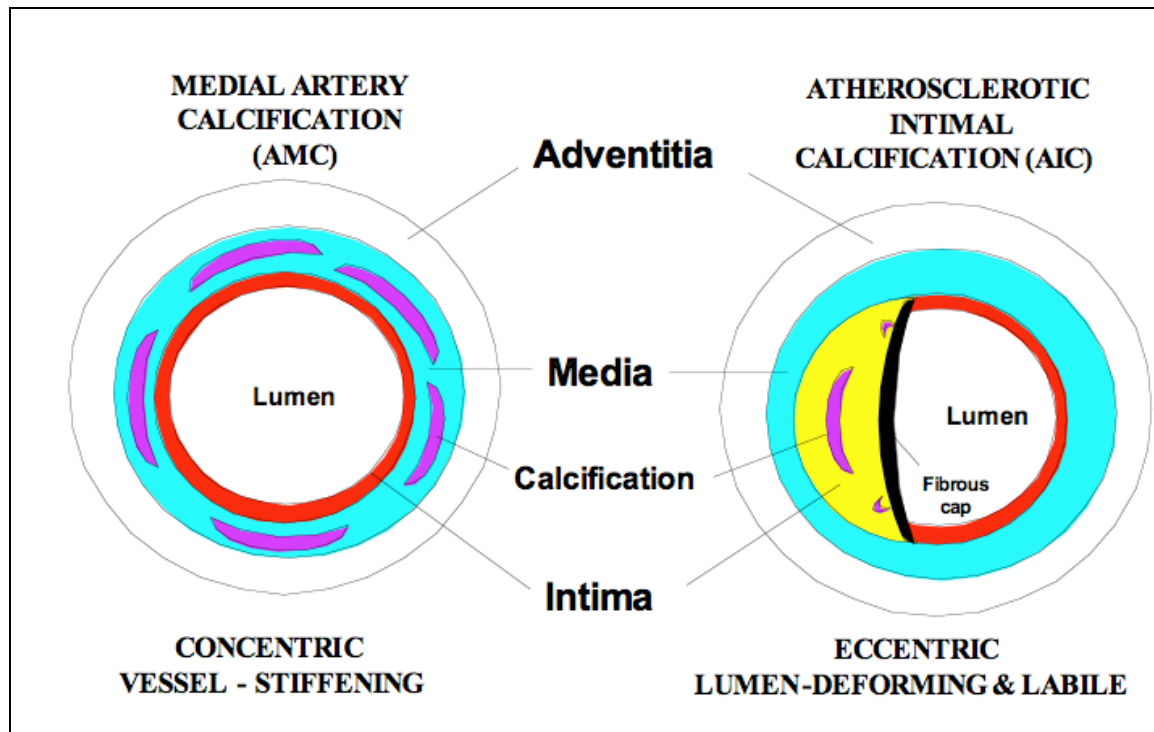 MEDIAL ARTERY
CALCIFICATION
(AMC)
ATHEROSCLEROTIC
INTIMAL
CALCIFICATION (AIC)
Adventitia
Media
Lumen
Lumen
Calcification
Fibrous
cap
Intima
CONCENTRIC
VESSEL - STIFFENING
ECCENTRIC
LUMEN-DEFORMING & LABILE